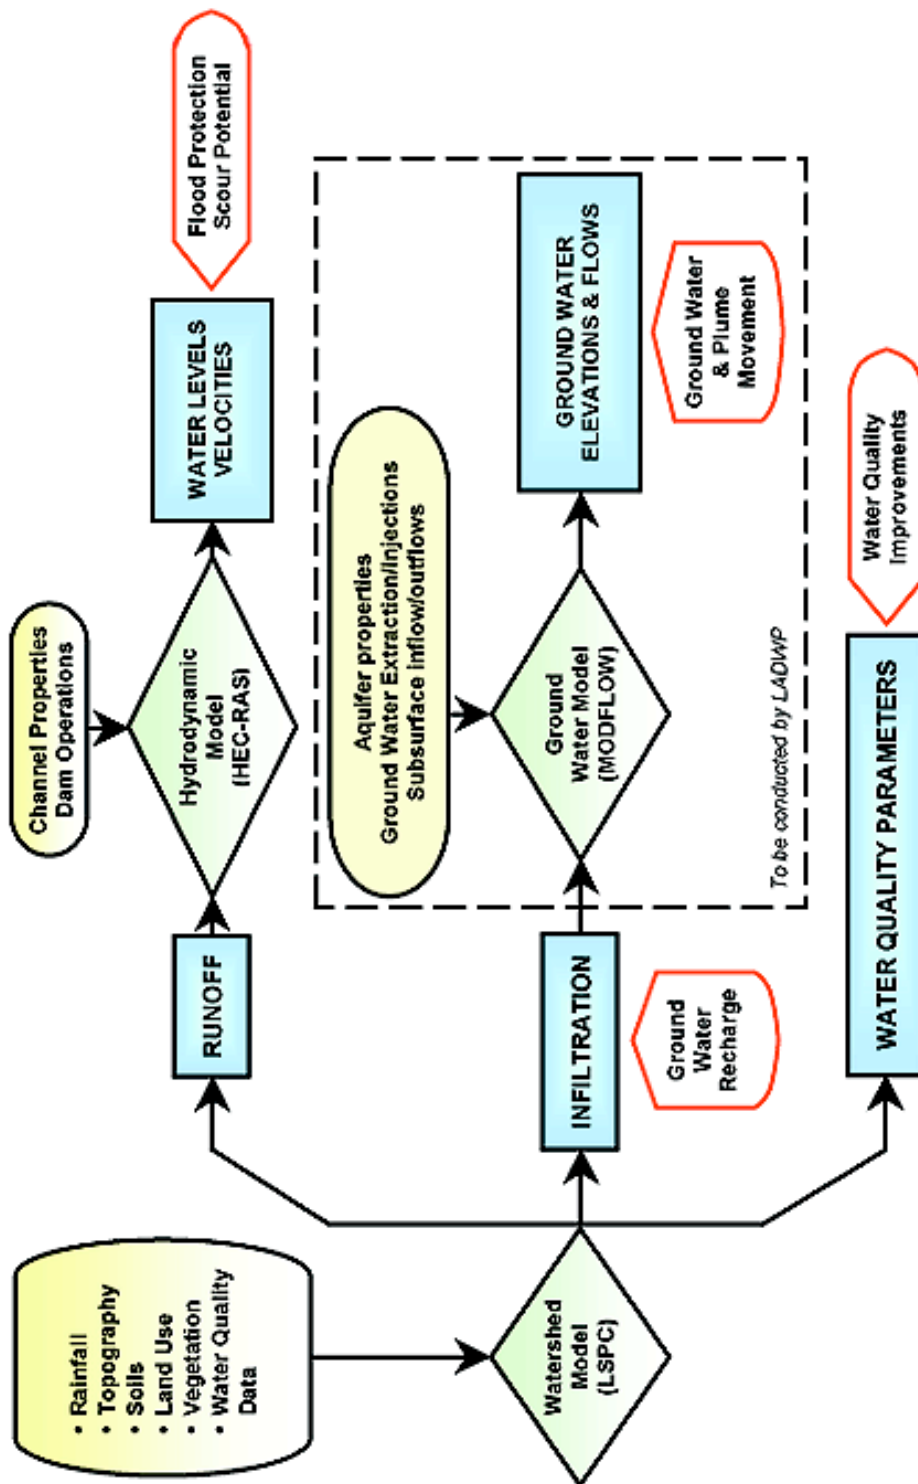 • Rainfall
• Topography
• Soils
• Land Use
• Vegetation
• Water Quality
Data
Watershed
Model
(LSPC)
RUNOFF
Channel Properties
Dam Operations
Hydrodynamic
Model
(HEC-RAS)
WATER LEVELS
VELOCITIES
Flood Protection
Scour Potential
INFILTRATION
Ground
Water
Recharge
Aquifer properties
Ground Water Extraction/injections
Subsurface inflow/outflows
Ground
Water Model
(MODFLOW)
GROUND WATER
ELEVATIONS & FLOWS
Ground Water
& Plume
Movement
To be conducted by LADWP
WATER QUALITY PARAMETERS
Water Quality
Improvements